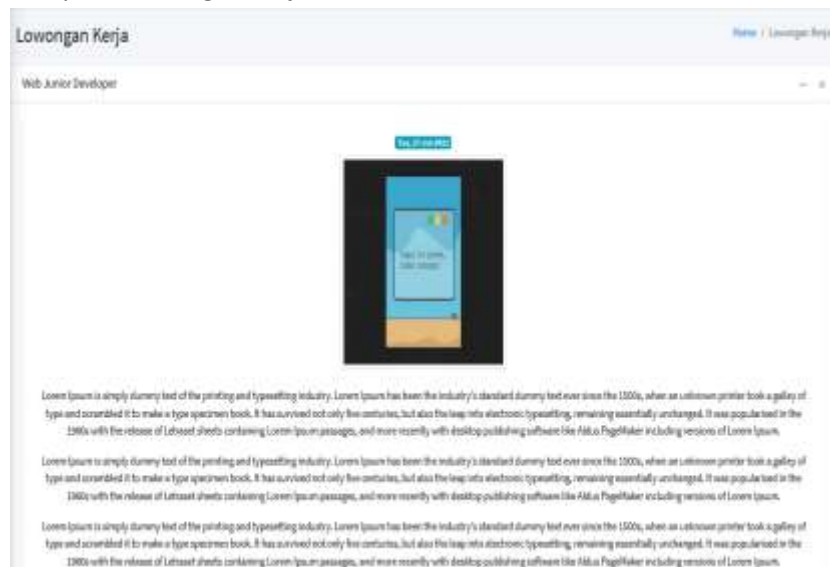 Lowongan Kerja
Home / Lowongan Kerja
Web Junior Developer
Lorem Ipsum is simply dummy text of the printing and typesetting industry. Lorem Ipsum has been the industry's standard dummy text ever since the 1500s, when an unknown printer took a galley of
type and scrambled it to make a type specimen book. It has survived not only five centuries, but also the leap into electronic typesetting, remaining essentially unchanged. It was popularised in the
1960s with the release of Letraset sheets containing Lorem Ipsum passages, and more recently with desktop publishing software like Aldus PageMaker including versions of Lorem Ipsum.
Lorem Ipsum is simply dummy text of the printing and typesetting industry. Lorem Ipsum has been the industry's standard dummy text ever since the 1500s, when an unknown printer took a galley of
type and scrambled it to make a type specimen book. It has survived not only five centuries, but also the leap into electronic typesetting, remaining essentially unchanged. It was popularised in the
1960s with the release of Letraset sheets containing Lorem Ipsum passages, and more recently with desktop publishing software like Aldus PageMaker including versions of Lorem Ipsum.
Lorem Ipsum is simply dummy text of the printing and typesetting industry. Lorem Ipsum has been the industry's standard dummy text ever since the 1500s, when an unknown printer took a galley of
type and scrambled it to make a type specimen book. It has survived not only five centuries, but also the leap into electronic typesetting, remaining essentially unchanged. It was popularised in the
1960s with the release of Letraset sheets containing Lorem Ipsum passages, and more recently with desktop publishing software like Aldus PageMaker including versions of Lorem Ipsum.